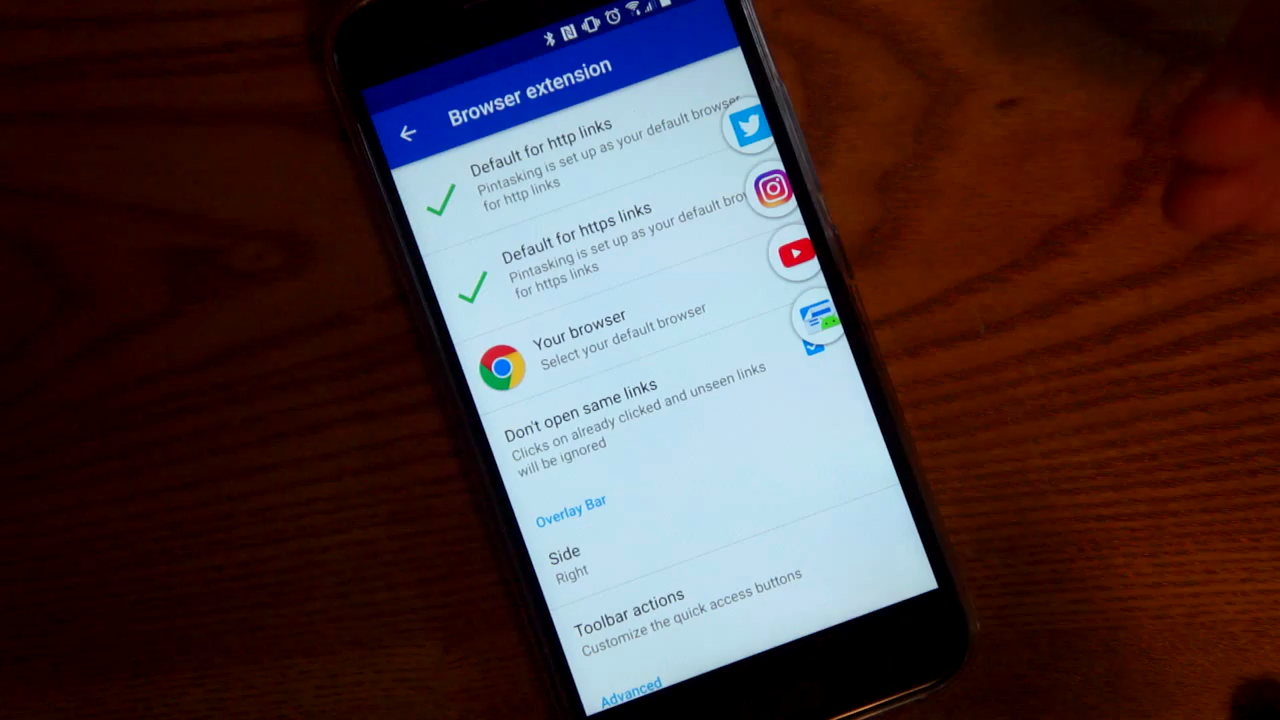 Browser extension
Default for http links
Pintasking is set up as your default browser
for http links
Default for https links
Pintasking is set up as your default bro
for https links
Your browser
Select your default browser
Don't open same links
Clicks on already clicked and unseen links
will be ignored
Overlay Bar
Side
Right
Toolbar actions
Customize the quick access buttons
Advanced